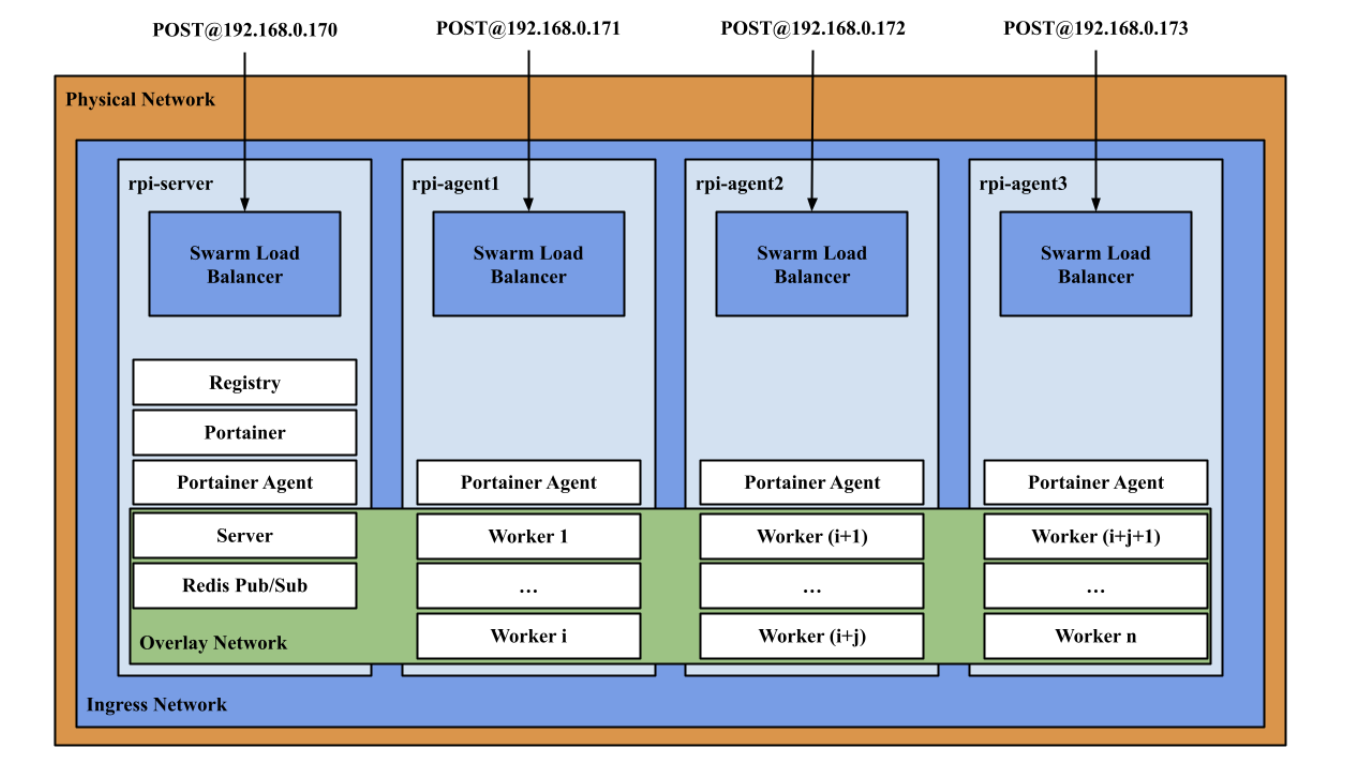 POST@192.168.0.170
POST@192.168.0.171
POST@192.168.0.172
POST@192.168.0.173
Physical Network
rpi-server
rpi-agent1
rpi-agent2
rpi-agent3
Swarm Load
Balancer
Swarm Load
Balancer
Swarm Load
Balancer
Swarm Load
Balancer
Registry
Portainer
Portainer Agent
Portainer Agent
Portainer Agent
Portainer Agent
Server
Worker 1
Worker (i+1)
Worker (i+j+1)
Redis Pub/Sub
…
…
…
Overlay Network
Worker i
Worker (i+j)
Worker n
Ingress Network